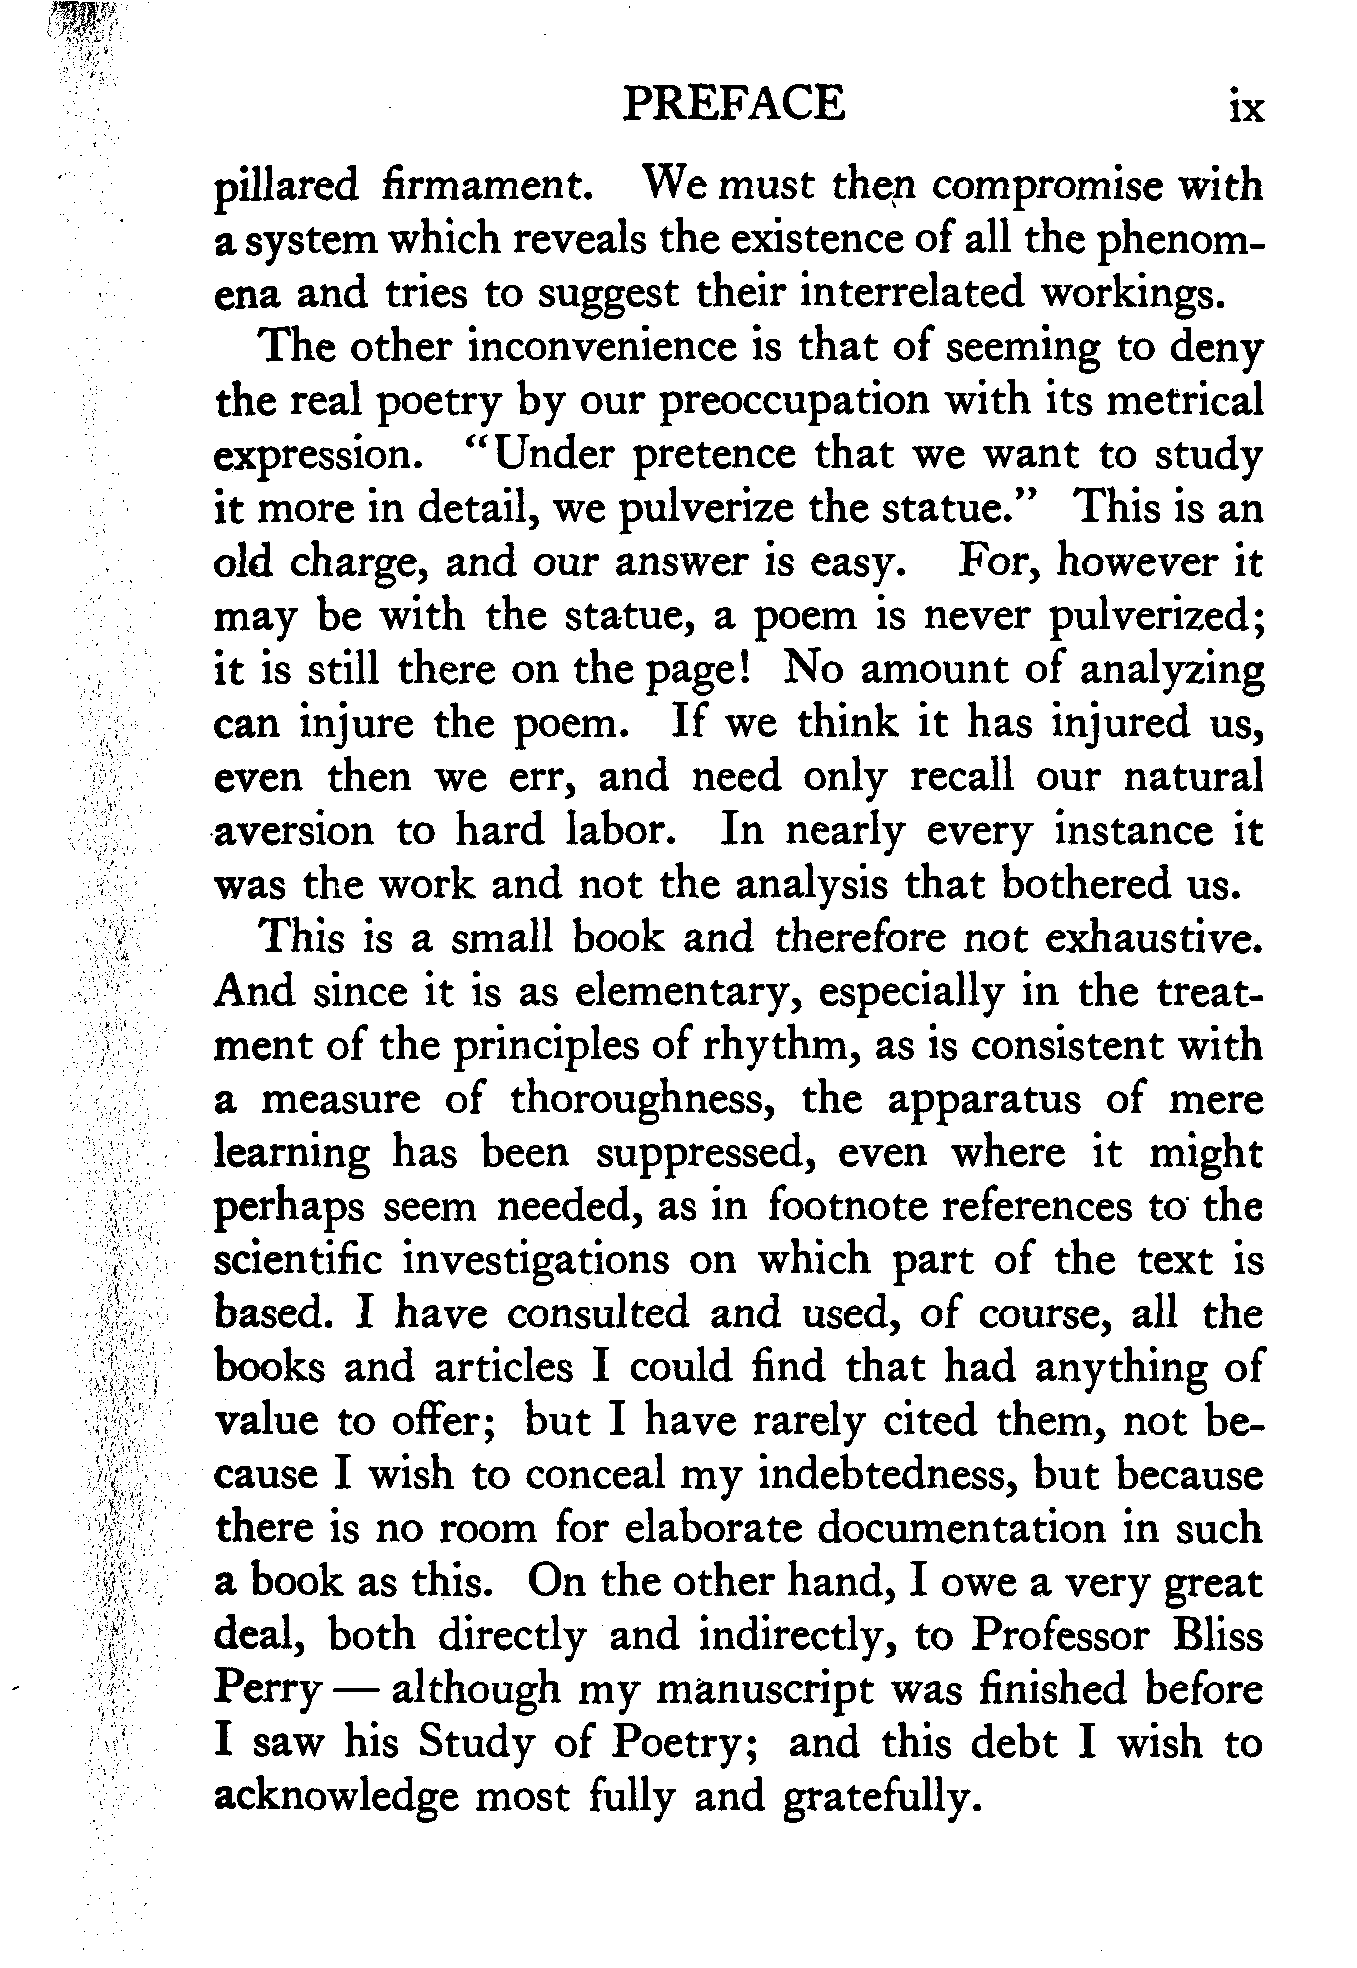 PREFACE ix
pillared firmament. We must then compromise with
a system which reveals the existence of all the phenom-
ena and tries to suggest their interrelated workings.
The other inconvenience is that of seeming to deny
the real poetry by our preoccupation with its metrical
expression. "Under pretence that we want to study
it more in detail, we pulverize the statue." This is an
old charge, and our answer is easy. For, however it
may be with the statue, a poem is never pulverized;
it is still there on the page! No amount of analyzing
can injure the poem. If we think it has injured us,
even then we err, and need only recall our natural
aversion to hard labor. In nearly every instance it
was the work and not the analysis that bothered us.
This is a small book and therefore not exhaustive.
And since it is as elementary, especially in the treat-
ment of the principles of rhythm, as is consistent with
a measure of thoroughness, the apparatus of mere
learning has been suppressed, even where it might
perhaps seem needed, as in footnote references to the
scientific investigations on which part of the text is
based. I have consulted and used, of course, all the
books and articles I could find that had anything of
value to offer; but I have rarely cited them, not be-
cause I wish to conceal my indebtedness, but because
there is no room for elaborate documentation in such
a book as this. On the other hand, I owe a very great
deal, both directly and indirectly, to Professor Bliss
Perry — although my manuscript was finished before
I saw his Study of Poetry; and this debt I wish to
acknowledge most fully and gratefully.